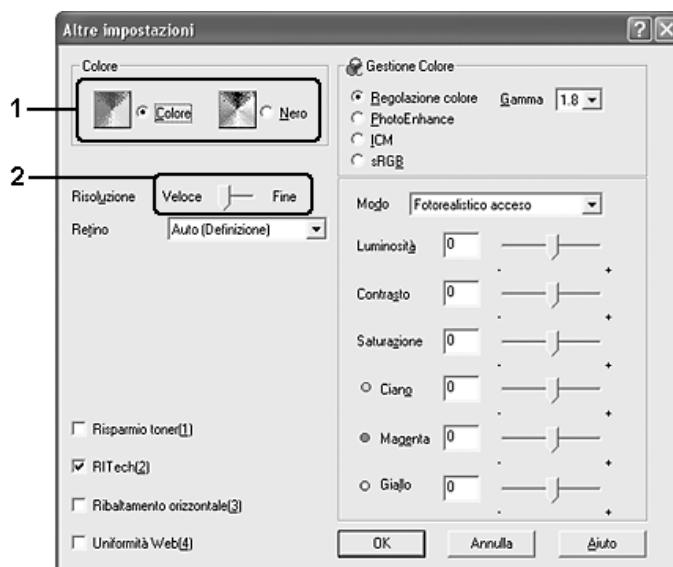 Altre impostazioni
Colore
1
Colore
Nero
2
Risoluzione
Veloce
Fine
Retino
Auto (Definizione)
Risparmio toner(1)
RITech(2)
Ribaltamento orizzontale(3)
Uniformità Web(4)
Gestione Colore
Regolazione colore
Gamma
1.8
PhotoEnhance
ICM
sRGB
Modo
Fotorealistico acceso
Luminosità
0
- +
Contrasto
0
- +
Saturazione
0
- +
Ciano
0
- +
Magenta
0
- +
Giallo
0
- +
OK
Annulla
Aiuto